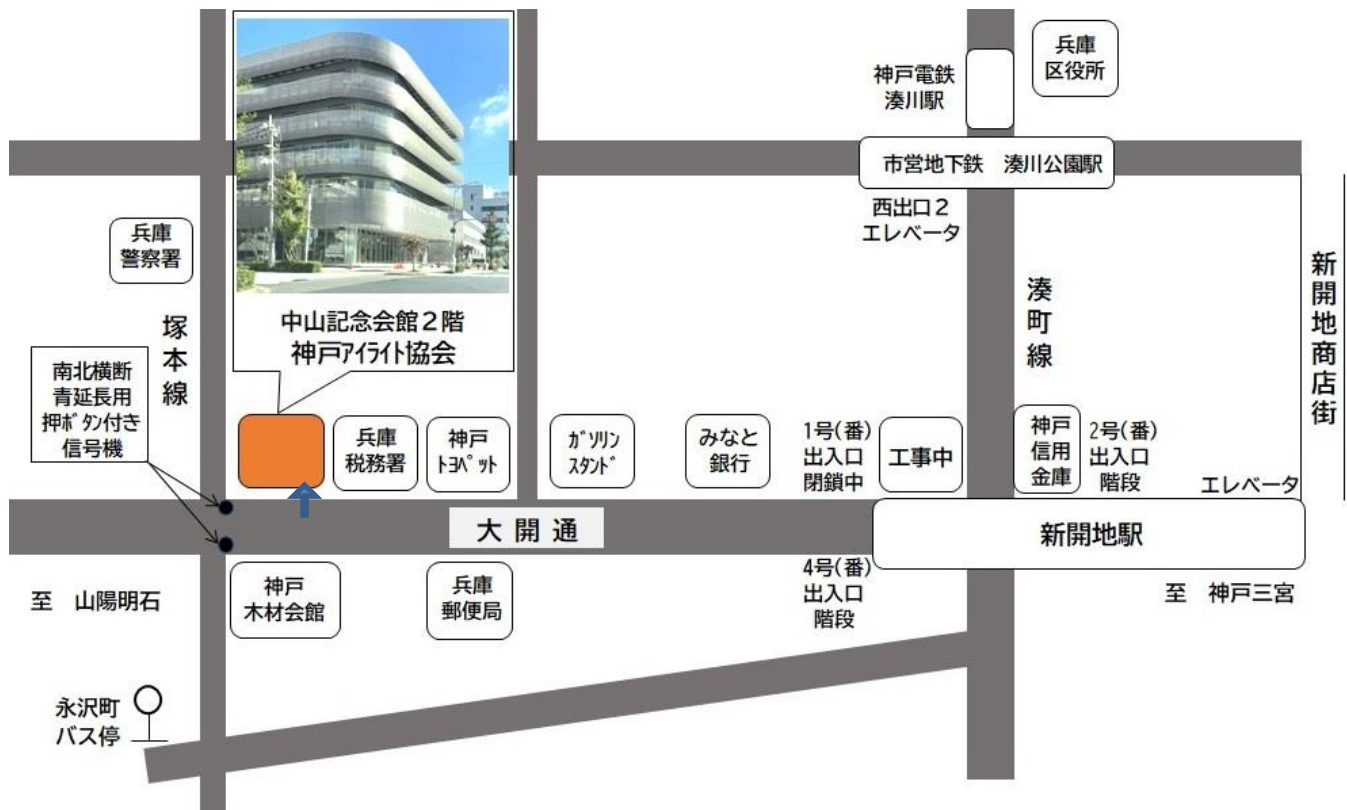 兵庫
区役所
神戸電鉄
湊川駅
市営地下鉄　湊川公園駅
西出口２
エレベータ
兵庫
警察署
中山記念会館２階
神戸ｱｲﾗｲﾄ協会
塚本線
湊町線
新開地商店街
南北横断
青延長用
押ﾎﾞﾀﾝ付き
信号機
兵庫
税務署
神戸
ﾄﾖﾍﾟｯﾄ
ｶﾞｿﾘﾝ
ｽﾀﾝﾄﾞ
みなと
銀行
1号(番)
出入口
閉鎖中
工事中
神戸
信用
金庫
2号(番)
出入口
階段
エレベータ
大開通
新開地駅
至　山陽明石
神戸
木材会館
兵庫
郵便局
4号(番)
出入口
階段
至　神戸三宮
永沢町
バス停